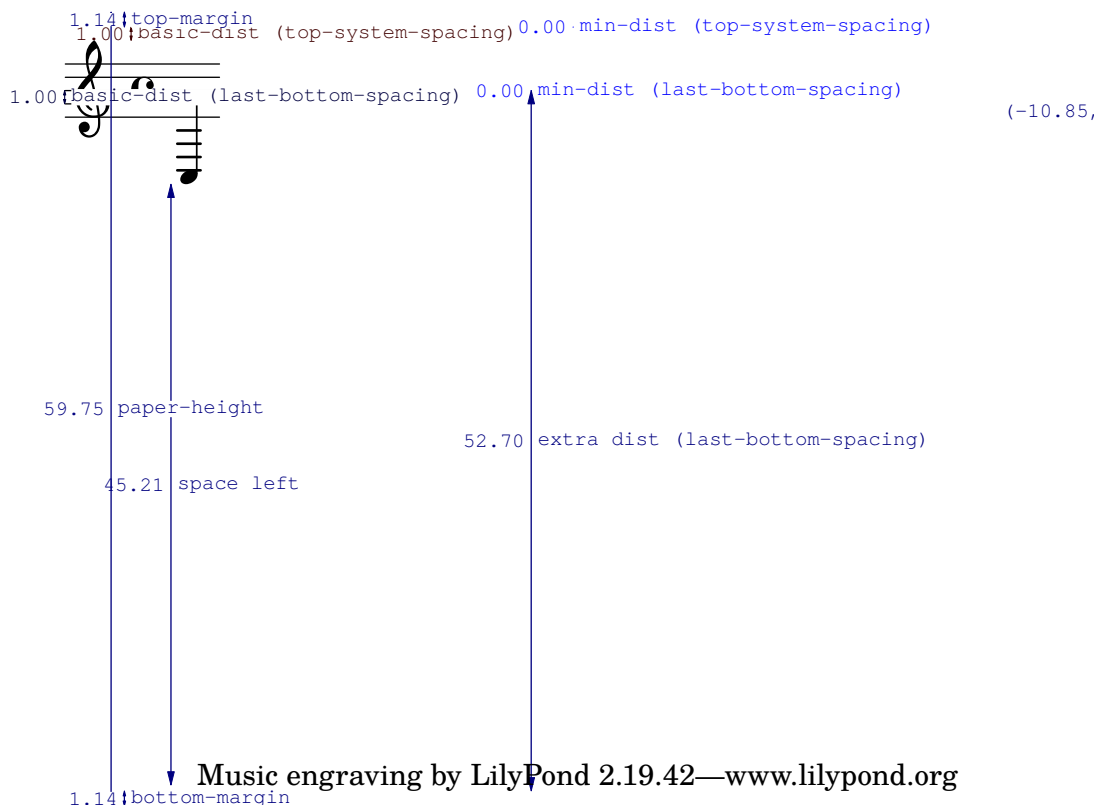 1.14 top-margin
1.00 basic-dist (top-system-spacing) 0.00 min-dist (top-system-spacing)
1.00 basic-dist (last-bottom-spacing) 0.00 min-dist (last-bottom-spacing)
(-10.85,
59.75 paper-height
52.70 extra dist (last-bottom-spacing)
45.21 space left
Music engraving by LilyPond 2.19.42—www.lilypond.org
1.14 bottom-margin